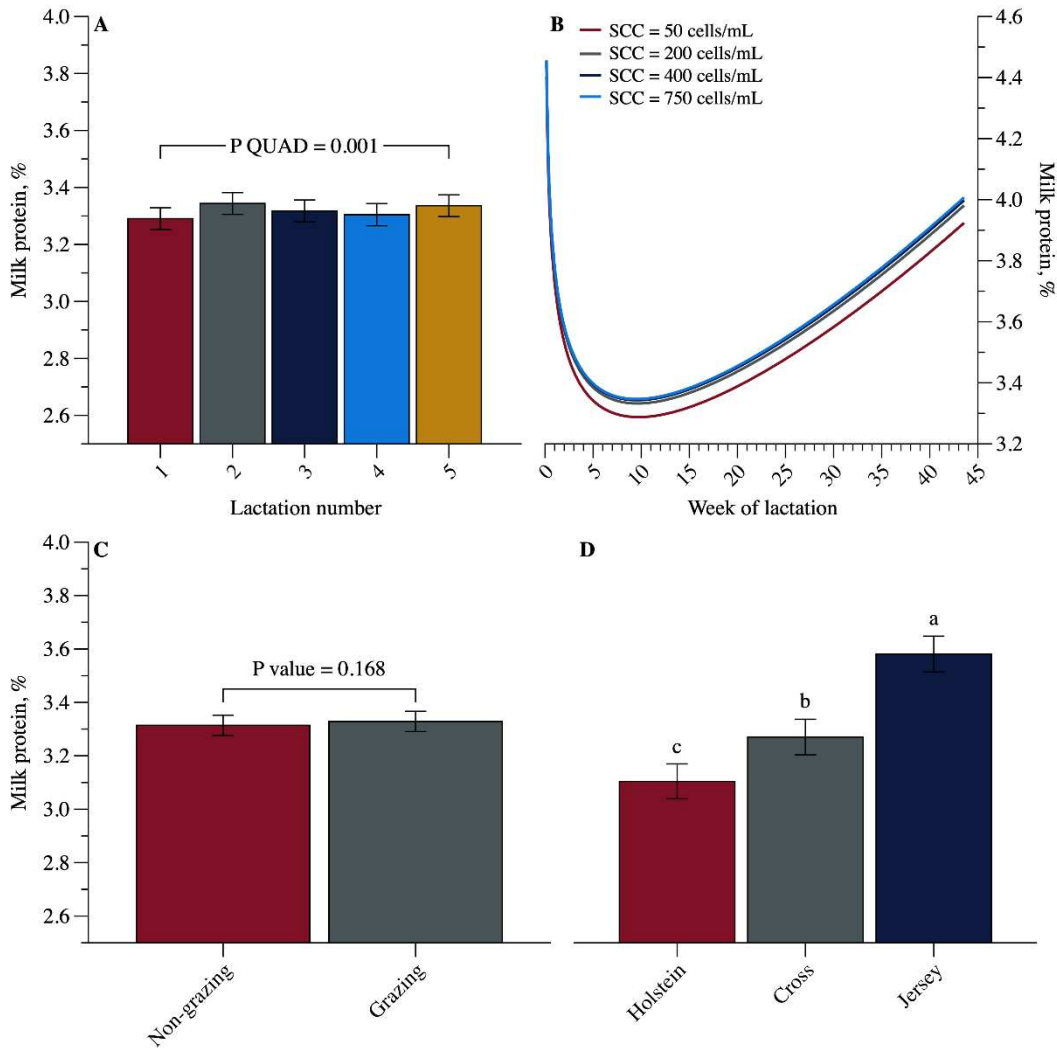 A
4.0
3.8
3.6
3.4
3.2
3.0
2.8
2.6
Milk protein, %
P QUAD = 0.001
1
2
3
4
5
Lactation number
B
SCC = 50 cells/mL
SCC = 200 cells/mL
SCC = 400 cells/mL
SCC = 750 cells/mL
4.6
4.4
4.2
4.0
3.8
3.6
3.4
3.2
Milk protein, %
0
5
10
15
20
25
30
35
40
45
Week of lactation
C
4.0
3.8
3.6
3.4
3.2
3.0
2.8
2.6
Milk protein, %
P value = 0.168
Non-grazing
Grazing
D
c
b
a
Holstein
Cross
Jersey